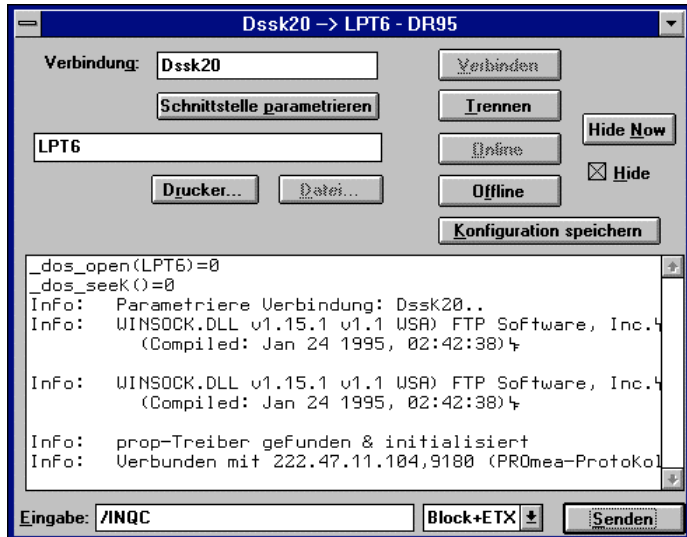 Dssk20 –> LPT6 - DR95
Verbindung: Dssk20
Verbinden
Schnittstelle parametrieren
Trennen
Hide Now
LPT6
Online
Hide
Drucker...
Datei...
Offline
Konfiguration speichern
_dos_open(LPT6)=0
_dos_seek()=0
Info: Parametriere Verbindung: Dssk20..
Info: WINSOCK.DLL v1.15.1 v1.1 WSA) FTP Software, Inc.
(Compiled: Jan 24 1995, 02:42:38)
Info: WINSOCK.DLL v1.15.1 v1.1 WSA) FTP Software, Inc.
(Compiled: Jan 24 1995, 02:42:38)
Info: prop-Treiber gefunden & initialisiert
Info: Verbunden mit 222.47.11.104,9180 (PROmea-Protokol
Eingabe: /INQC
Block+ETX
Senden